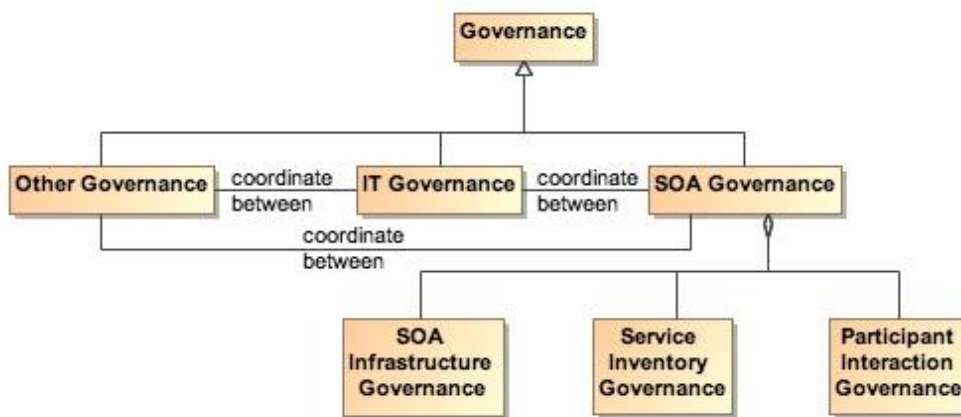 Governance
Other Governance
coordinate
between
IT Governance
coordinate
between
SOA Governance
coordinate
between
SOA
Infrastructure
Governance
Service
Inventory
Governance
Participant
Interaction
Governance